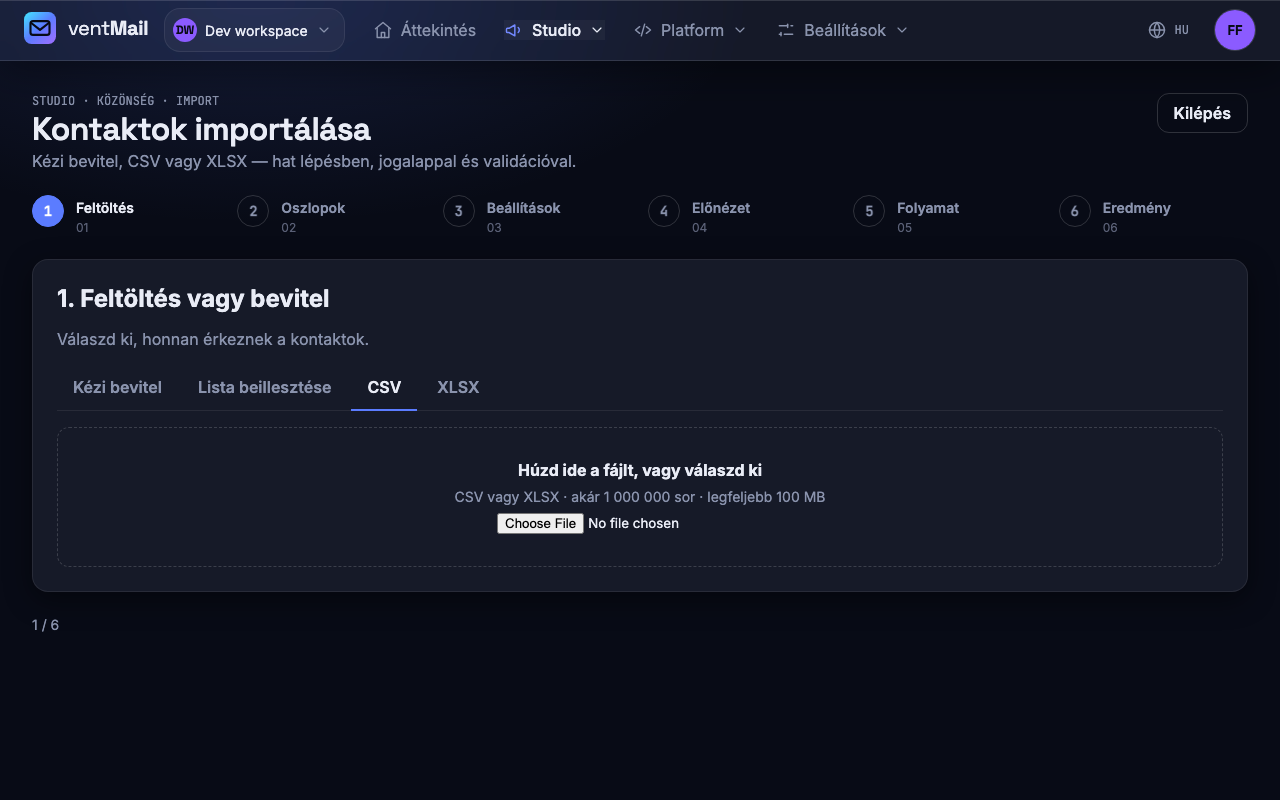 ventMail
DW Dev workspace
Áttekintés
Studio
Platform
Beállítások
HU
FF
STUDIO · KÖZÖNSÉG · IMPORT
Kontaktok importálása
Kézi bevitel, CSV vagy XLSX — hat lépésben, jogalappal és validációval.
Kilépés
1 Feltöltés
01
2 Oszlopok
02
3 Beállítások
03
4 Előnézet
04
5 Folyamat
05
6 Eredmény
06
1. Feltöltés vagy bevitel
Válaszd ki, honnan érkeznek a kontaktok.
Kézi bevitel
Lista beillesztése
CSV
XLSX
Húzd ide a fájlt, vagy válaszd ki
CSV vagy XLSX · akár 1 000 000 sor · legfeljebb 100 MB
Choose File No file chosen
1 / 6